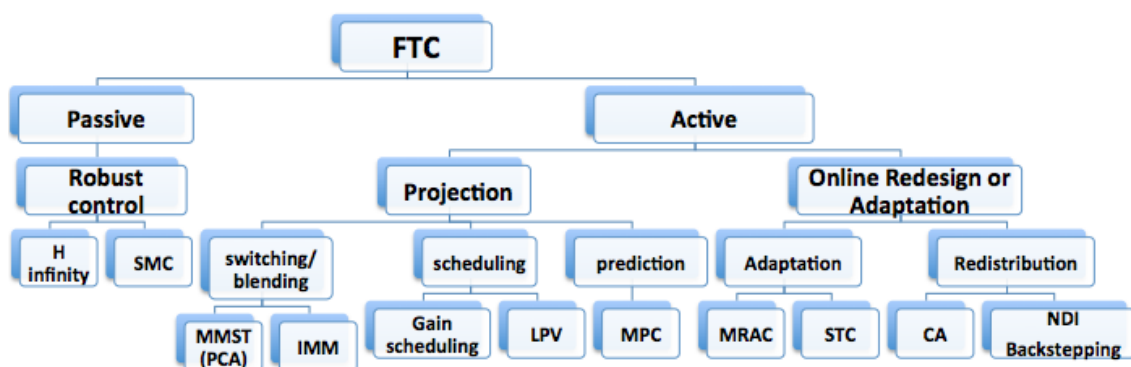 FTC
Passive
Active
Robust
control
Projection
Online Redesign or
Adaptation
H
infinity
SMC
switching/
blending
scheduling
prediction
Adaptation
Redistribution
MMST
(PCA)
IMM
Gain
scheduling
LPV
MPC
MRAC
STC
CA
NDI
Backstepping